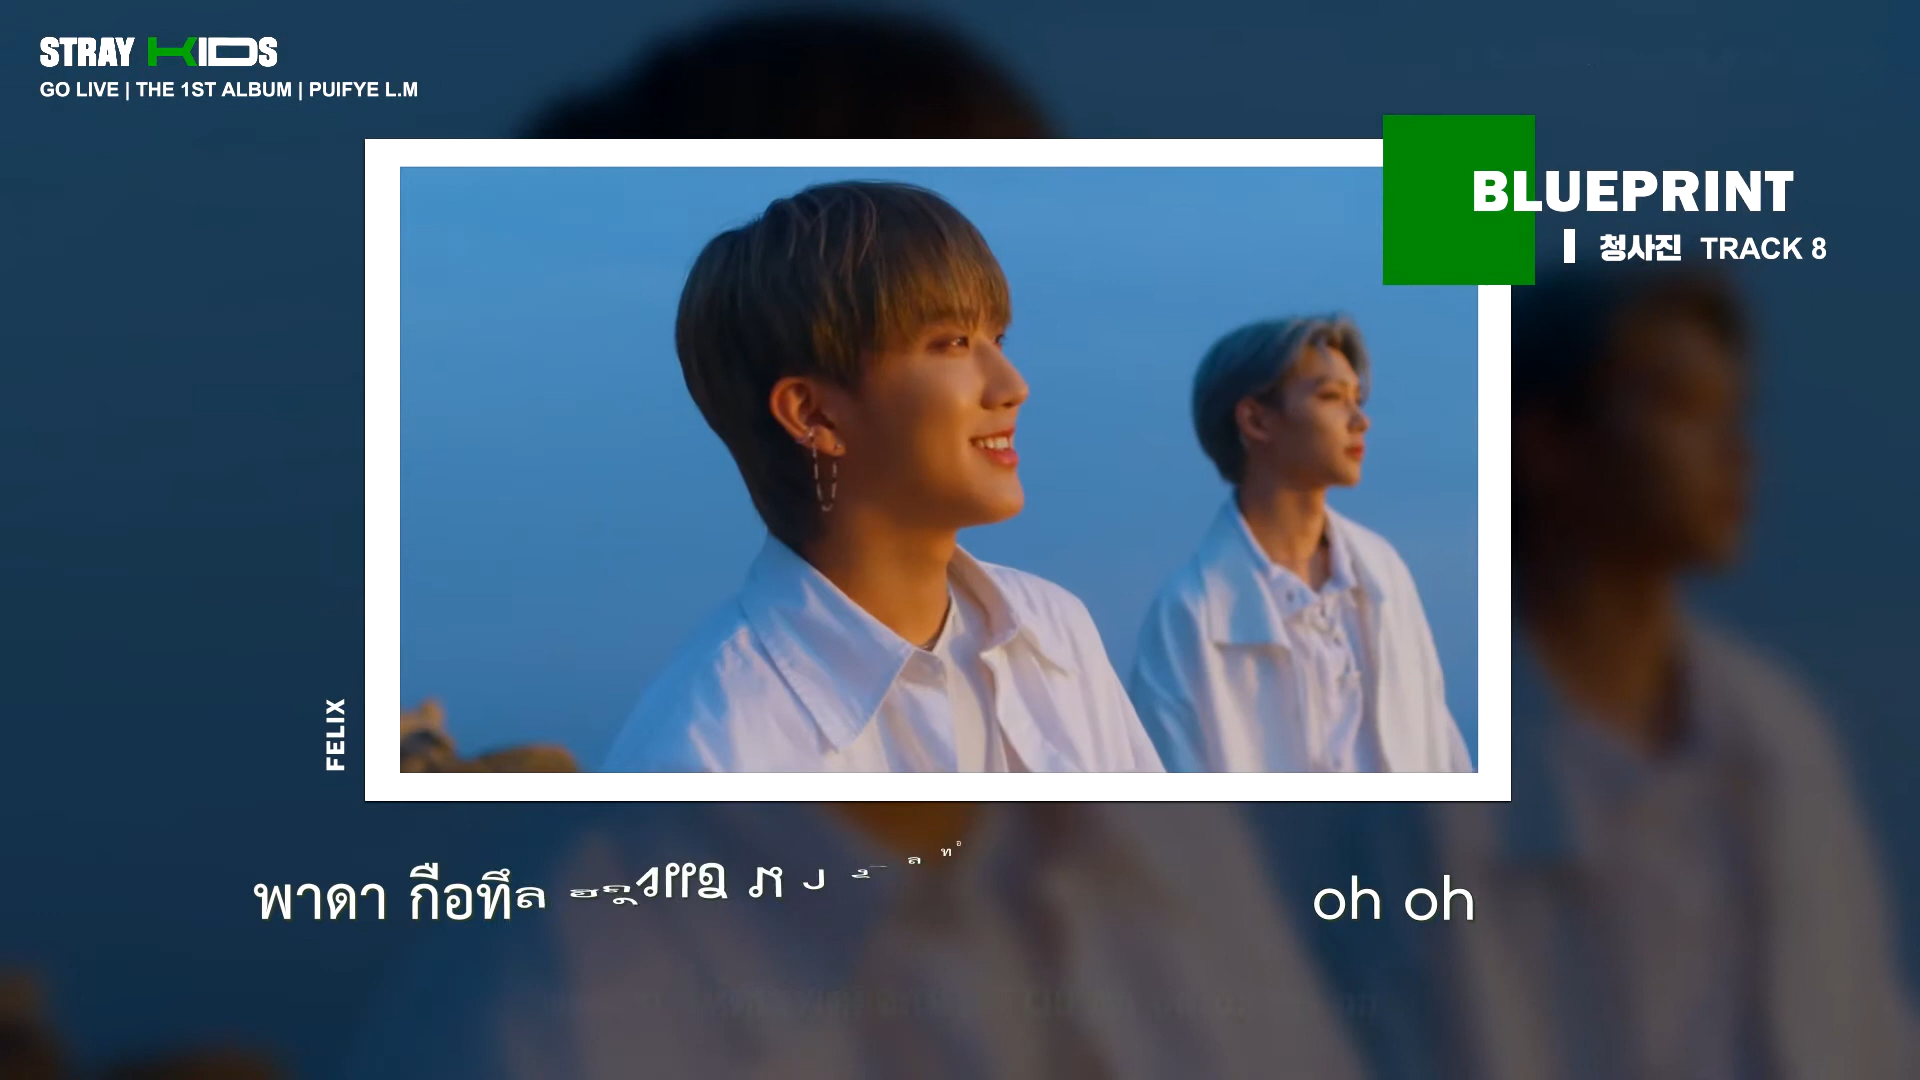 STRAY KIDS
GO LIVE | THE 1ST ALBUM | PUIFYE L.M
BLUEPRINT
청사진 TRACK 8
FELIX
พาดา กือทึล
oh oh